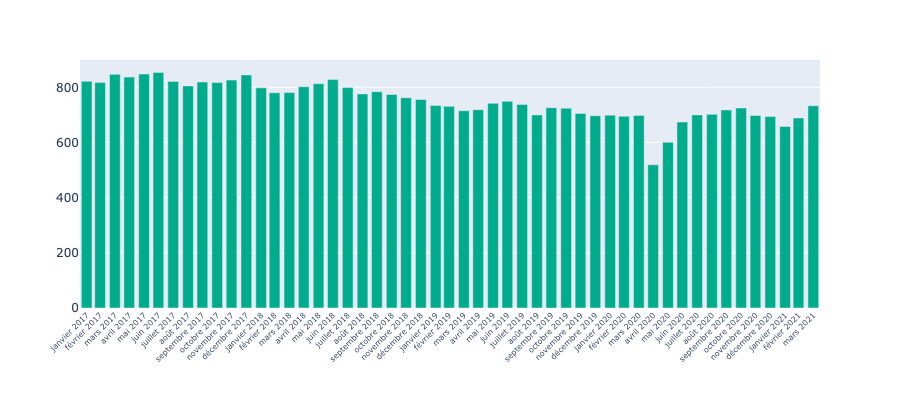 800
600
400
200
0
janvier 2017
février 2017
mars 2017
avril 2017
mai 2017
juin 2017
juillet 2017
août 2017
septembre 2017
octobre 2017
novembre 2017
décembre 2017
janvier 2018
février 2018
mars 2018
avril 2018
mai 2018
juin 2018
juillet 2018
août 2018
septembre 2018
octobre 2018
novembre 2018
décembre 2018
janvier 2019
février 2019
mars 2019
avril 2019
mai 2019
juin 2019
juillet 2019
août 2019
septembre 2019
octobre 2019
novembre 2019
décembre 2019
janvier 2020
février 2020
mars 2020
avril 2020
mai 2020
juin 2020
juillet 2020
août 2020
septembre 2020
octobre 2020
novembre 2020
décembre 2020
janvier 2021
février 2021
mars 2021